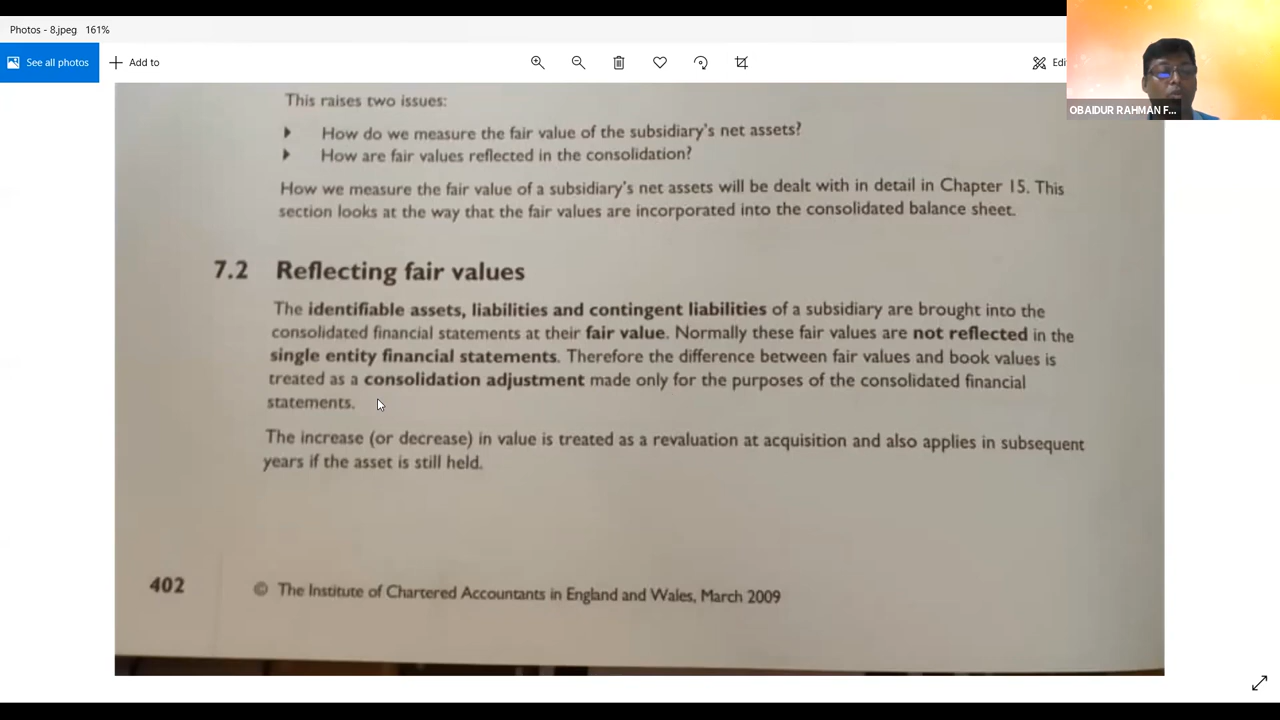 Photos - 8.jpeg 161%
See all photos
Add to
OBAIDUR RAHMAN F...
This raises two issues:
How do we measure the fair value of the subsidiary's net assets?
How are fair values reflected in the consolidation?
How we measure the fair value of a subsidiary's net assets will be dealt with in detail in Chapter 15. This
section looks at the way that the fair values are incorporated into the consolidated balance sheet.
7.2 Reflecting fair values
The identifiable assets, liabilities and contingent liabilities of a subsidiary are brought into the
consolidated financial statements at their fair value. Normally these fair values are not reflected in the
single entity financial statements. Therefore the difference between fair values and book values is
treated as a consolidation adjustment made only for the purposes of the consolidated financial
statements.
The increase (or decrease) in value is treated as a revaluation at acquisition and also applies in subsequent
years if the asset is still held.
402 © The Institute of Chartered Accountants in England and Wales, March 2009